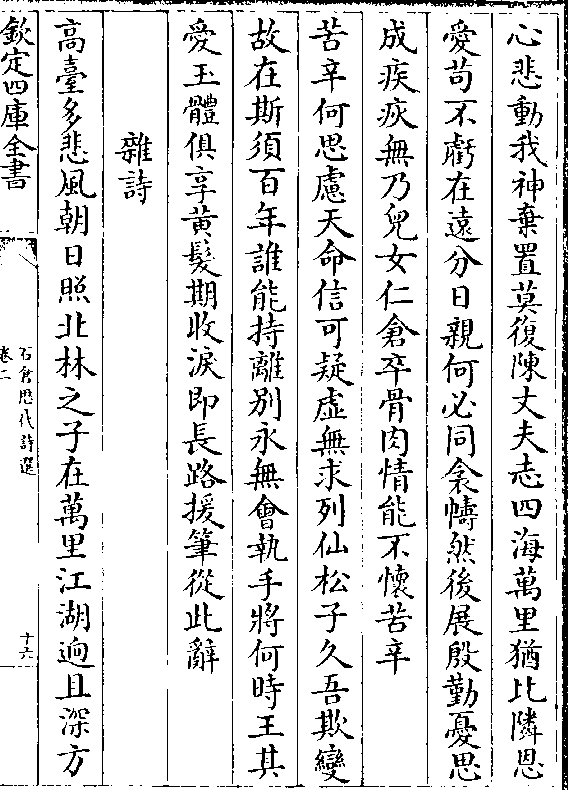 心悲動我神棄置莫復陳丈夫志四海萬里猶比隣恩
愛苟不虧在遠分日親何必同衾幬然後展殷勤憂思
成疾疢無乃兒女仁倉卒骨肉情能不懷苦辛
苦辛何思慮天命信可疑虛無求列仙松子久吾欺變
故在斯須百年誰能持離別永無會執手將何時王其
愛玉體俱享黃髮期收淚即長路援筆從此辭
雜詩
高臺多悲風朝日照北林之子在萬里江湖迥且深方
欽定四庫全書
石倉歷代詩選
卷二
十六